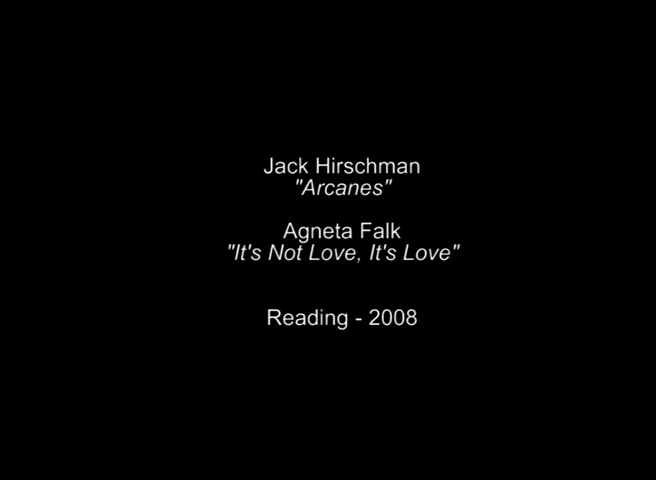 Jack Hirschman
"Arcanes"
Agneta Falk
"It's Not Love, It's Love"
Reading - 2008